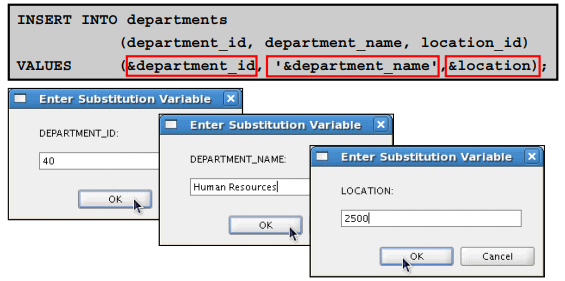 INSERT INTO departments
(department_id, department_name, location_id)
VALUES (&department_id, '&department_name',&location);
Enter Substitution Variable
DEPARTMENT_ID:
40
OK
Enter Substitution Variable
DEPARTMENT_NAME:
Human Resources
OK
Enter Substitution Variable
LOCATION:
2500
OK Cancel